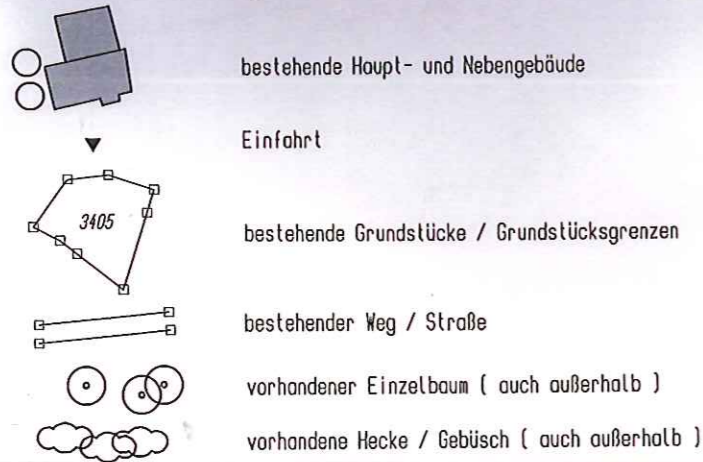 bestehende Haupt- und Nebengebäude
Einfahrt
3405
bestehende Grundstücke / Grundstücksgrenzen
bestehender Weg / Straße
vorhandener Einzelbaum ( auch außerhalb )
vorhandene Hecke / Gebüsch ( auch außerhalb )